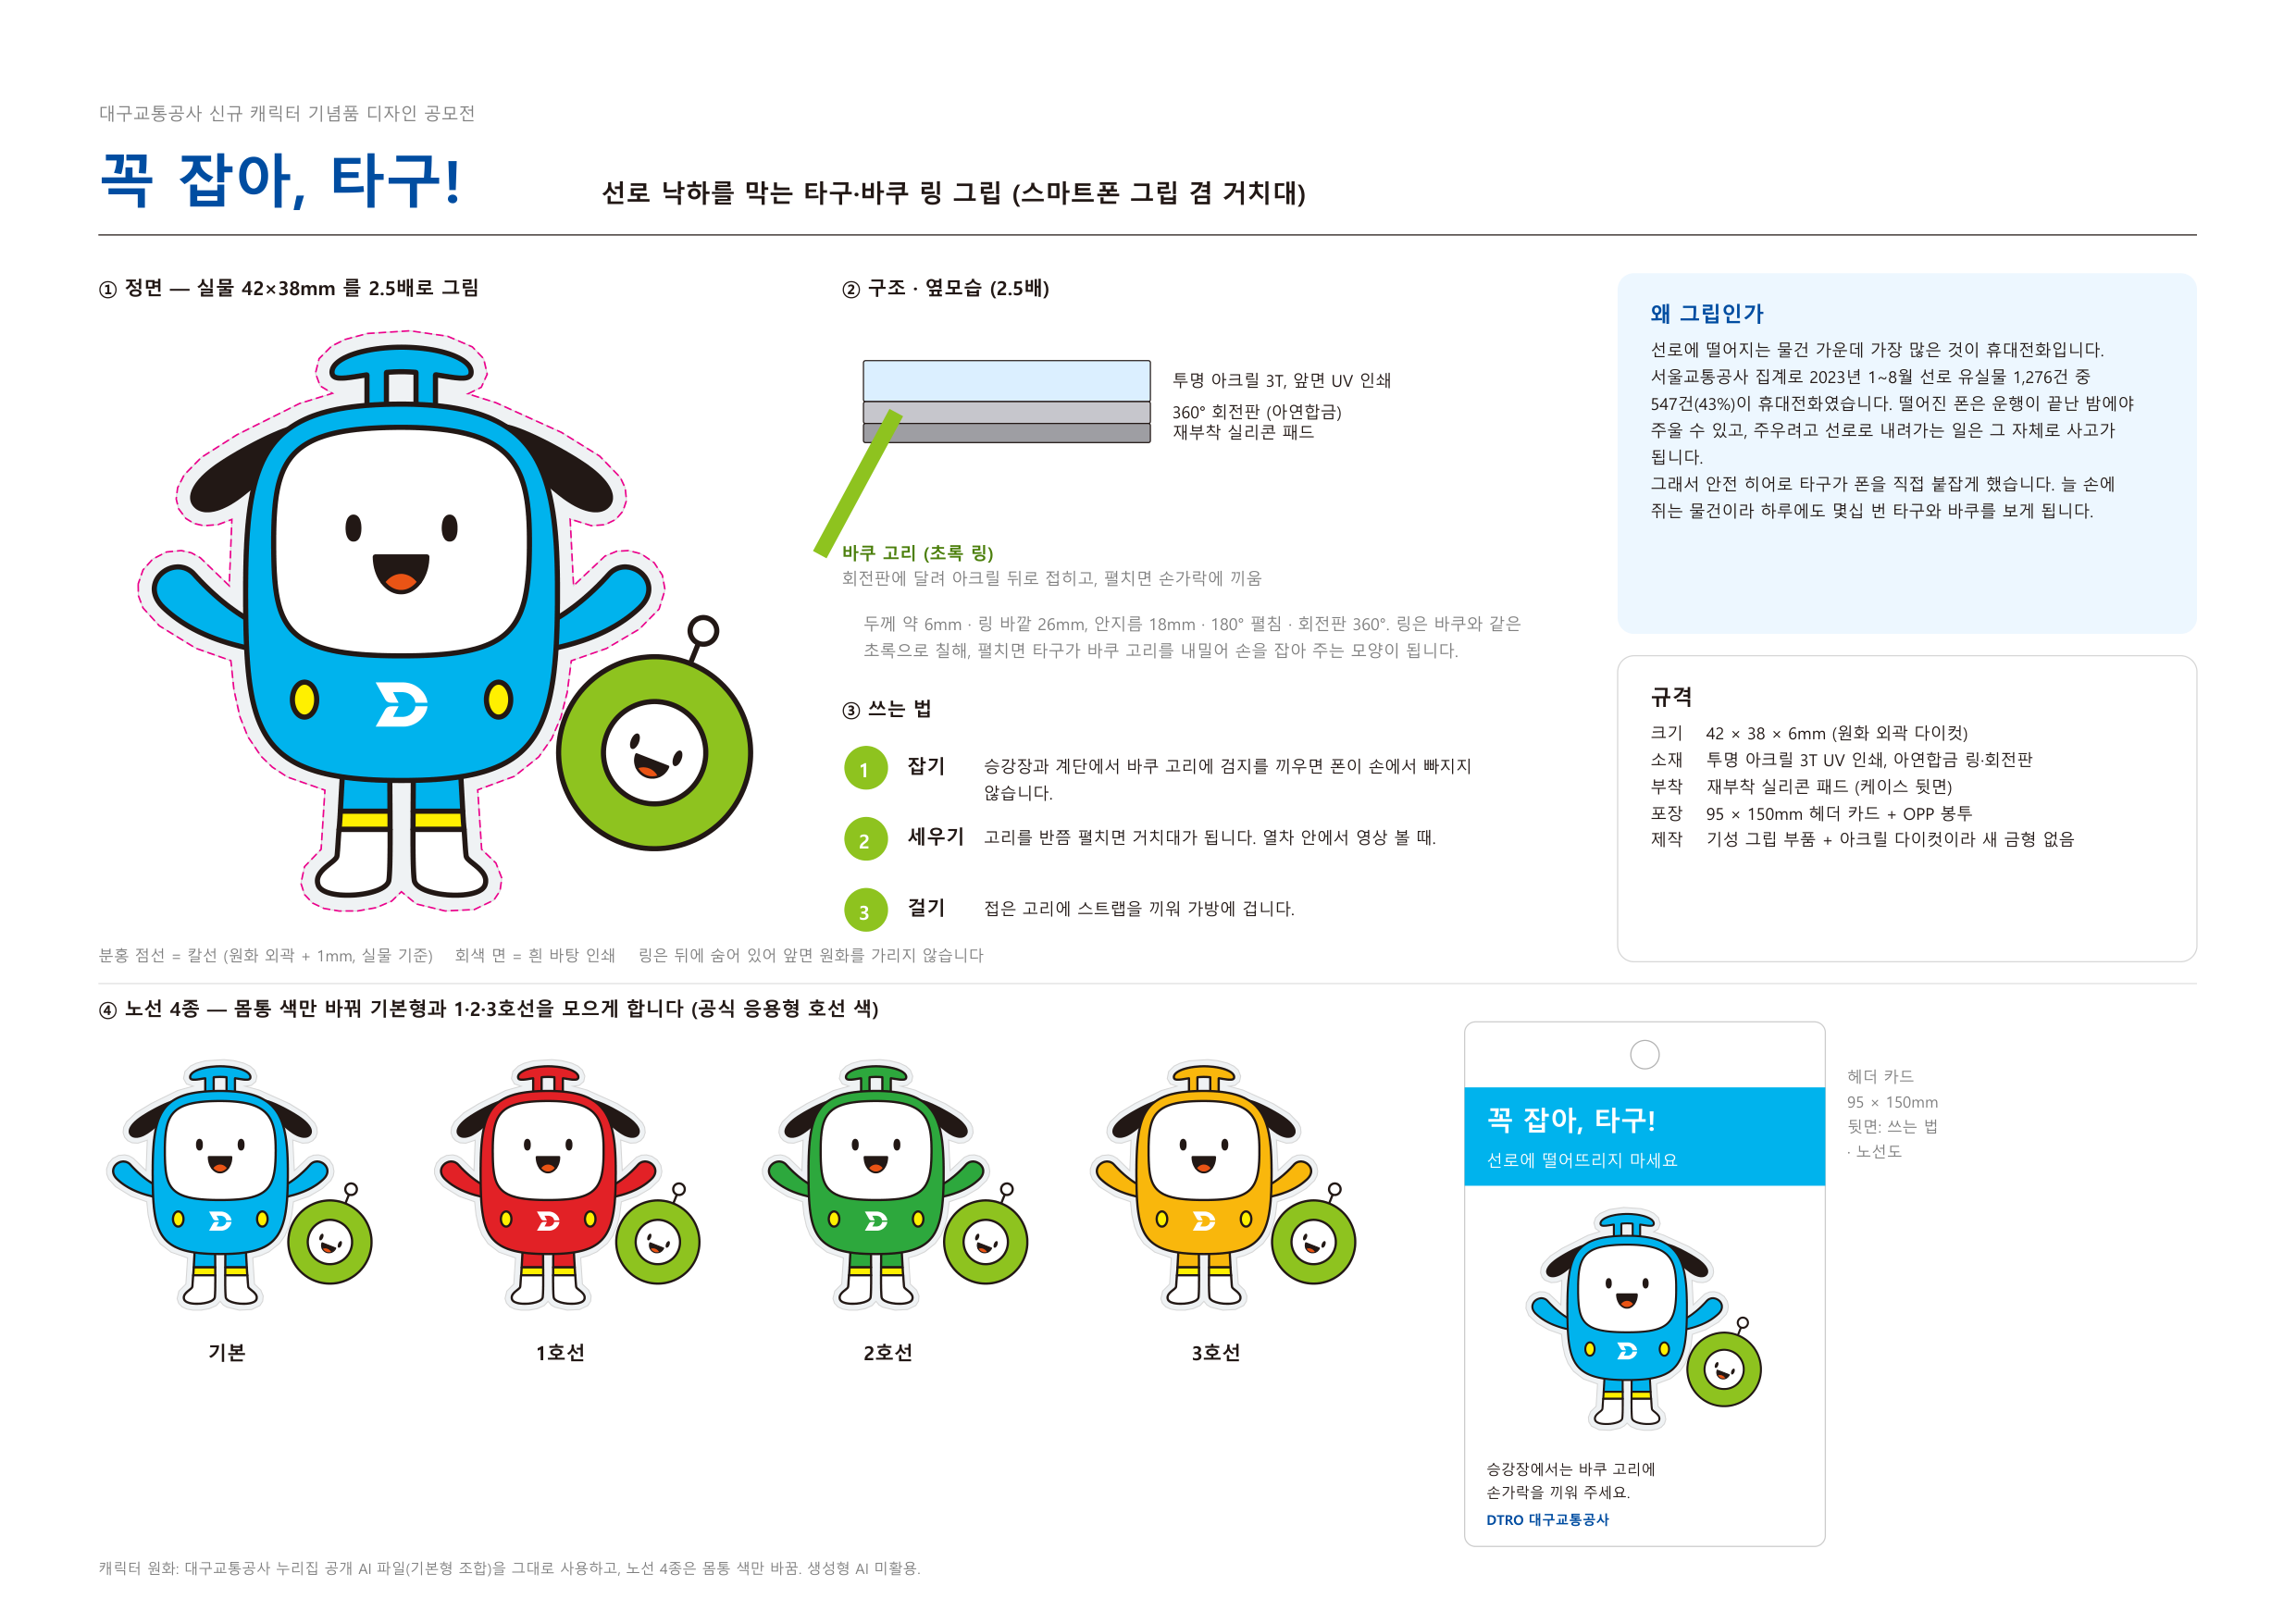 대구교통공사 신규 캐릭터 기념품 디자인 공모전
꼭 잡아, 타구!
선로 낙하를 막는 타구·바쿠 링 그립 (스마트폰 그립 겸 거치대)
① 정면 — 실물 42×38mm 를 2.5배로 그림
분홍 점선 = 칼선 (원화 외곽 + 1mm, 실물 기준) 회색 면 = 흰 바탕 인쇄 링은 뒤에 숨어 있어 앞면 원화를 가리지 않습니다
② 구조 · 옆모습 (2.5배)
투명 아크릴 3T, 앞면 UV 인쇄
360° 회전판 (아연합금)
재부착 실리콘 패드
바쿠 고리 (초록 링)
회전판에 달려 아크릴 뒤로 접히고, 펼치면 손가락에 끼움
두께 약 6mm · 링 바깥 26mm, 안지름 18mm · 180° 펼침 · 회전판 360°. 링은 바쿠와 같은
초록으로 칠해, 펼치면 타구가 바쿠 고리를 내밀어 손을 잡아 주는 모양이 됩니다.
③ 쓰는 법
1 잡기 승강장과 계단에서 바쿠 고리에 검지를 끼우면 폰이 손에서 빠지지
않습니다.
2 세우기 고리를 반쯤 펼치면 거치대가 됩니다. 열차 안에서 영상 볼 때.
3 걸기 접은 고리에 스트랩을 끼워 가방에 겁니다.
왜 그립인가
선로에 떨어지는 물건 가운데 가장 많은 것이 휴대전화입니다.
서울교통공사 집계로 2023년 1~8월 선로 유실물 1,276건 중
547건(43%)이 휴대전화였습니다. 떨어진 폰은 운행이 끝난 밤에야
주울 수 있고, 주우려고 선로로 내려가는 일은 그 자체로 사고가
됩니다.
그래서 안전 히어로 타구가 폰을 직접 붙잡게 했습니다. 늘 손에
쥐는 물건이라 하루에도 몇십 번 타구와 바쿠를 보게 됩니다.
규격
크기 42 × 38 × 6mm (원화 외곽 다이컷)
소재 투명 아크릴 3T UV 인쇄, 아연합금 링·회전판
부착 재부착 실리콘 패드 (케이스 뒷면)
포장 95 × 150mm 헤더 카드 + OPP 봉투
제작 기성 그립 부품 + 아크릴 다이컷이라 새 금형 없음
④ 노선 4종 — 몸통 색만 바꿔 기본형과 1·2·3호선을 모으게 합니다 (공식 응용형 호선 색)
기본
1호선
2호선
3호선
꼭 잡아, 타구!
선로에 떨어뜨리지 마세요
승강장에서는 바쿠 고리에
손가락을 끼워 주세요.
DTRO 대구교통공사
헤더 카드
95 × 150mm
뒷면: 쓰는 법
· 노선도
캐릭터 원화: 대구교통공사 누리집 공개 AI 파일(기본형 조합)을 그대로 사용하고, 노선 4종은 몸통 색만 바꿈. 생성형 AI 미활용.